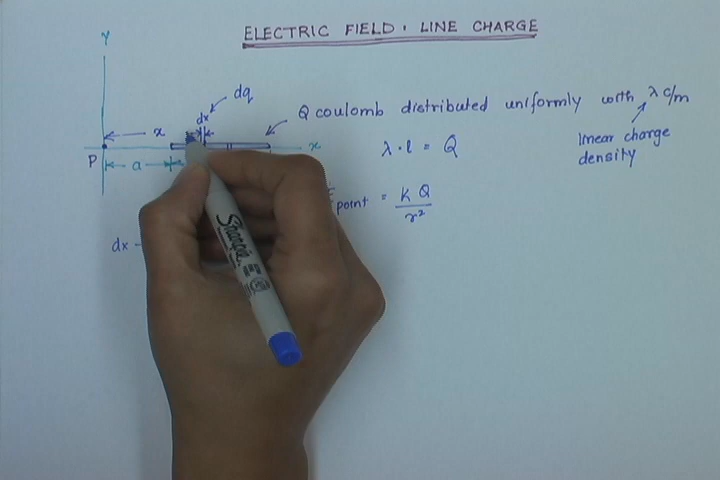 ELECTRIC FIELD · LINE CHARGE
Y
dq
dx
Q coulomb distributed uniformly with λ c/m
x
x
P
a
λ · l = Q
linear charge
density
point = K Q
r²
dx
Sharpie